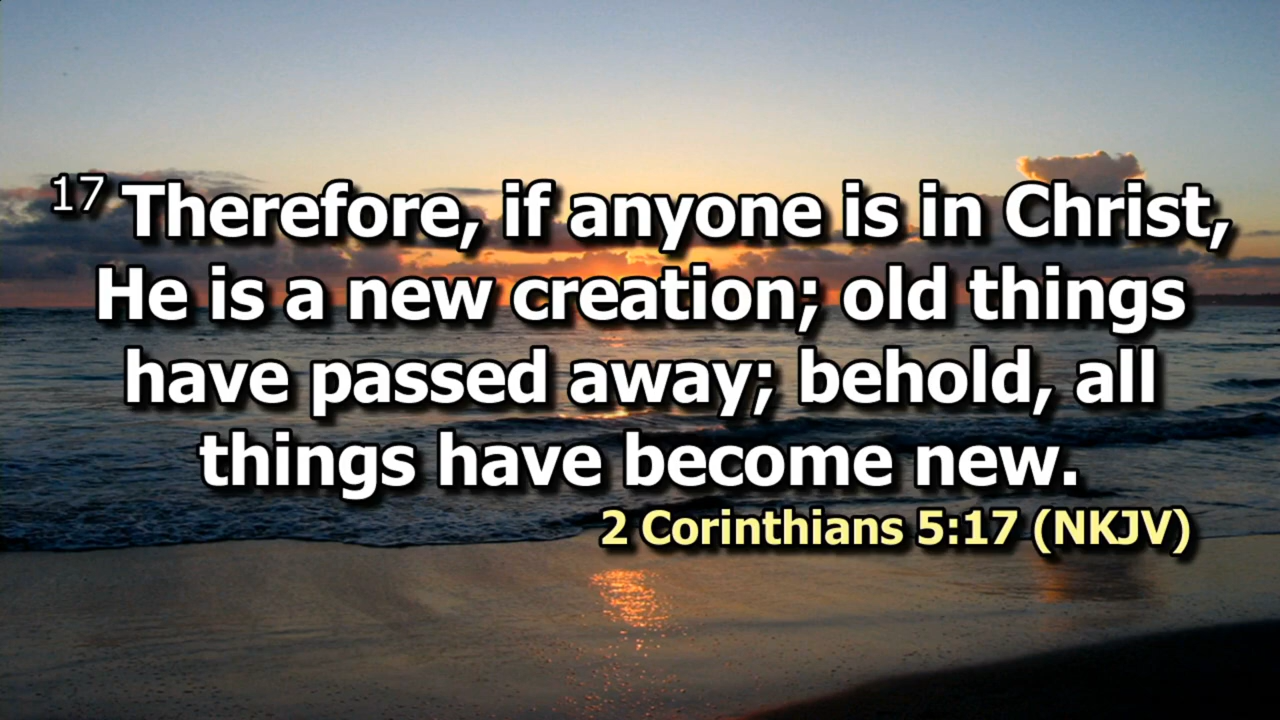 17 Therefore, if anyone is in Christ,
He is a new creation; old things
have passed away; behold, all
things have become new.
2 Corinthians 5:17 (NKJV)